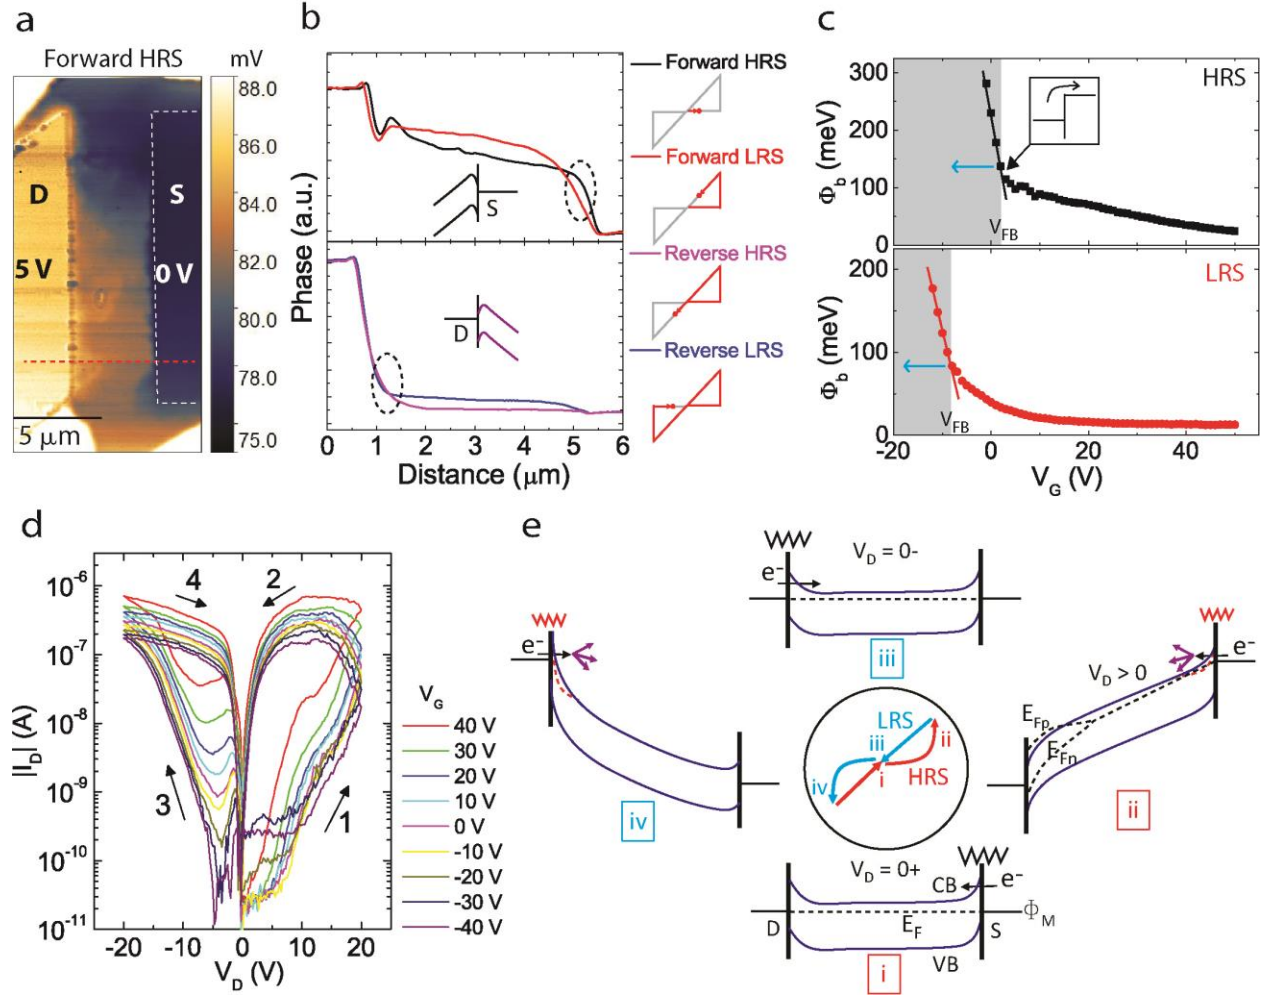 a
Forward HRS
mV
D
S
5 V
0 V
5 μm
88.0
86.0
84.0
82.0
80.0
78.0
75.0
b
Phase (a.u.)
S
D
0 1 2 3 4 5 6
Distance (μm)
Forward HRS
Forward LRS
Reverse HRS
Reverse LRS
c
HRS
Φb (meV)
300
200
100
0
VFB
LRS
Φb (meV)
200
100
0
VFB
-20 0 20 40
VG (V)
d
|ID| (A)
10-6
10-7
10-8
10-9
10-10
10-11
4
2
3
1
-20 -10 0 10 20
VD (V)
VG
40 V
30 V
20 V
10 V
0 V
-10 V
-20 V
-30 V
-40 V
e
VD = 0-
e-
iii
e-
iv
VD > 0
e-
EFp
EFn
ii
LRS
iii
ii
iv
i
HRS
VD = 0+
CB
e-
ΦM
D
EF
S
VB
i